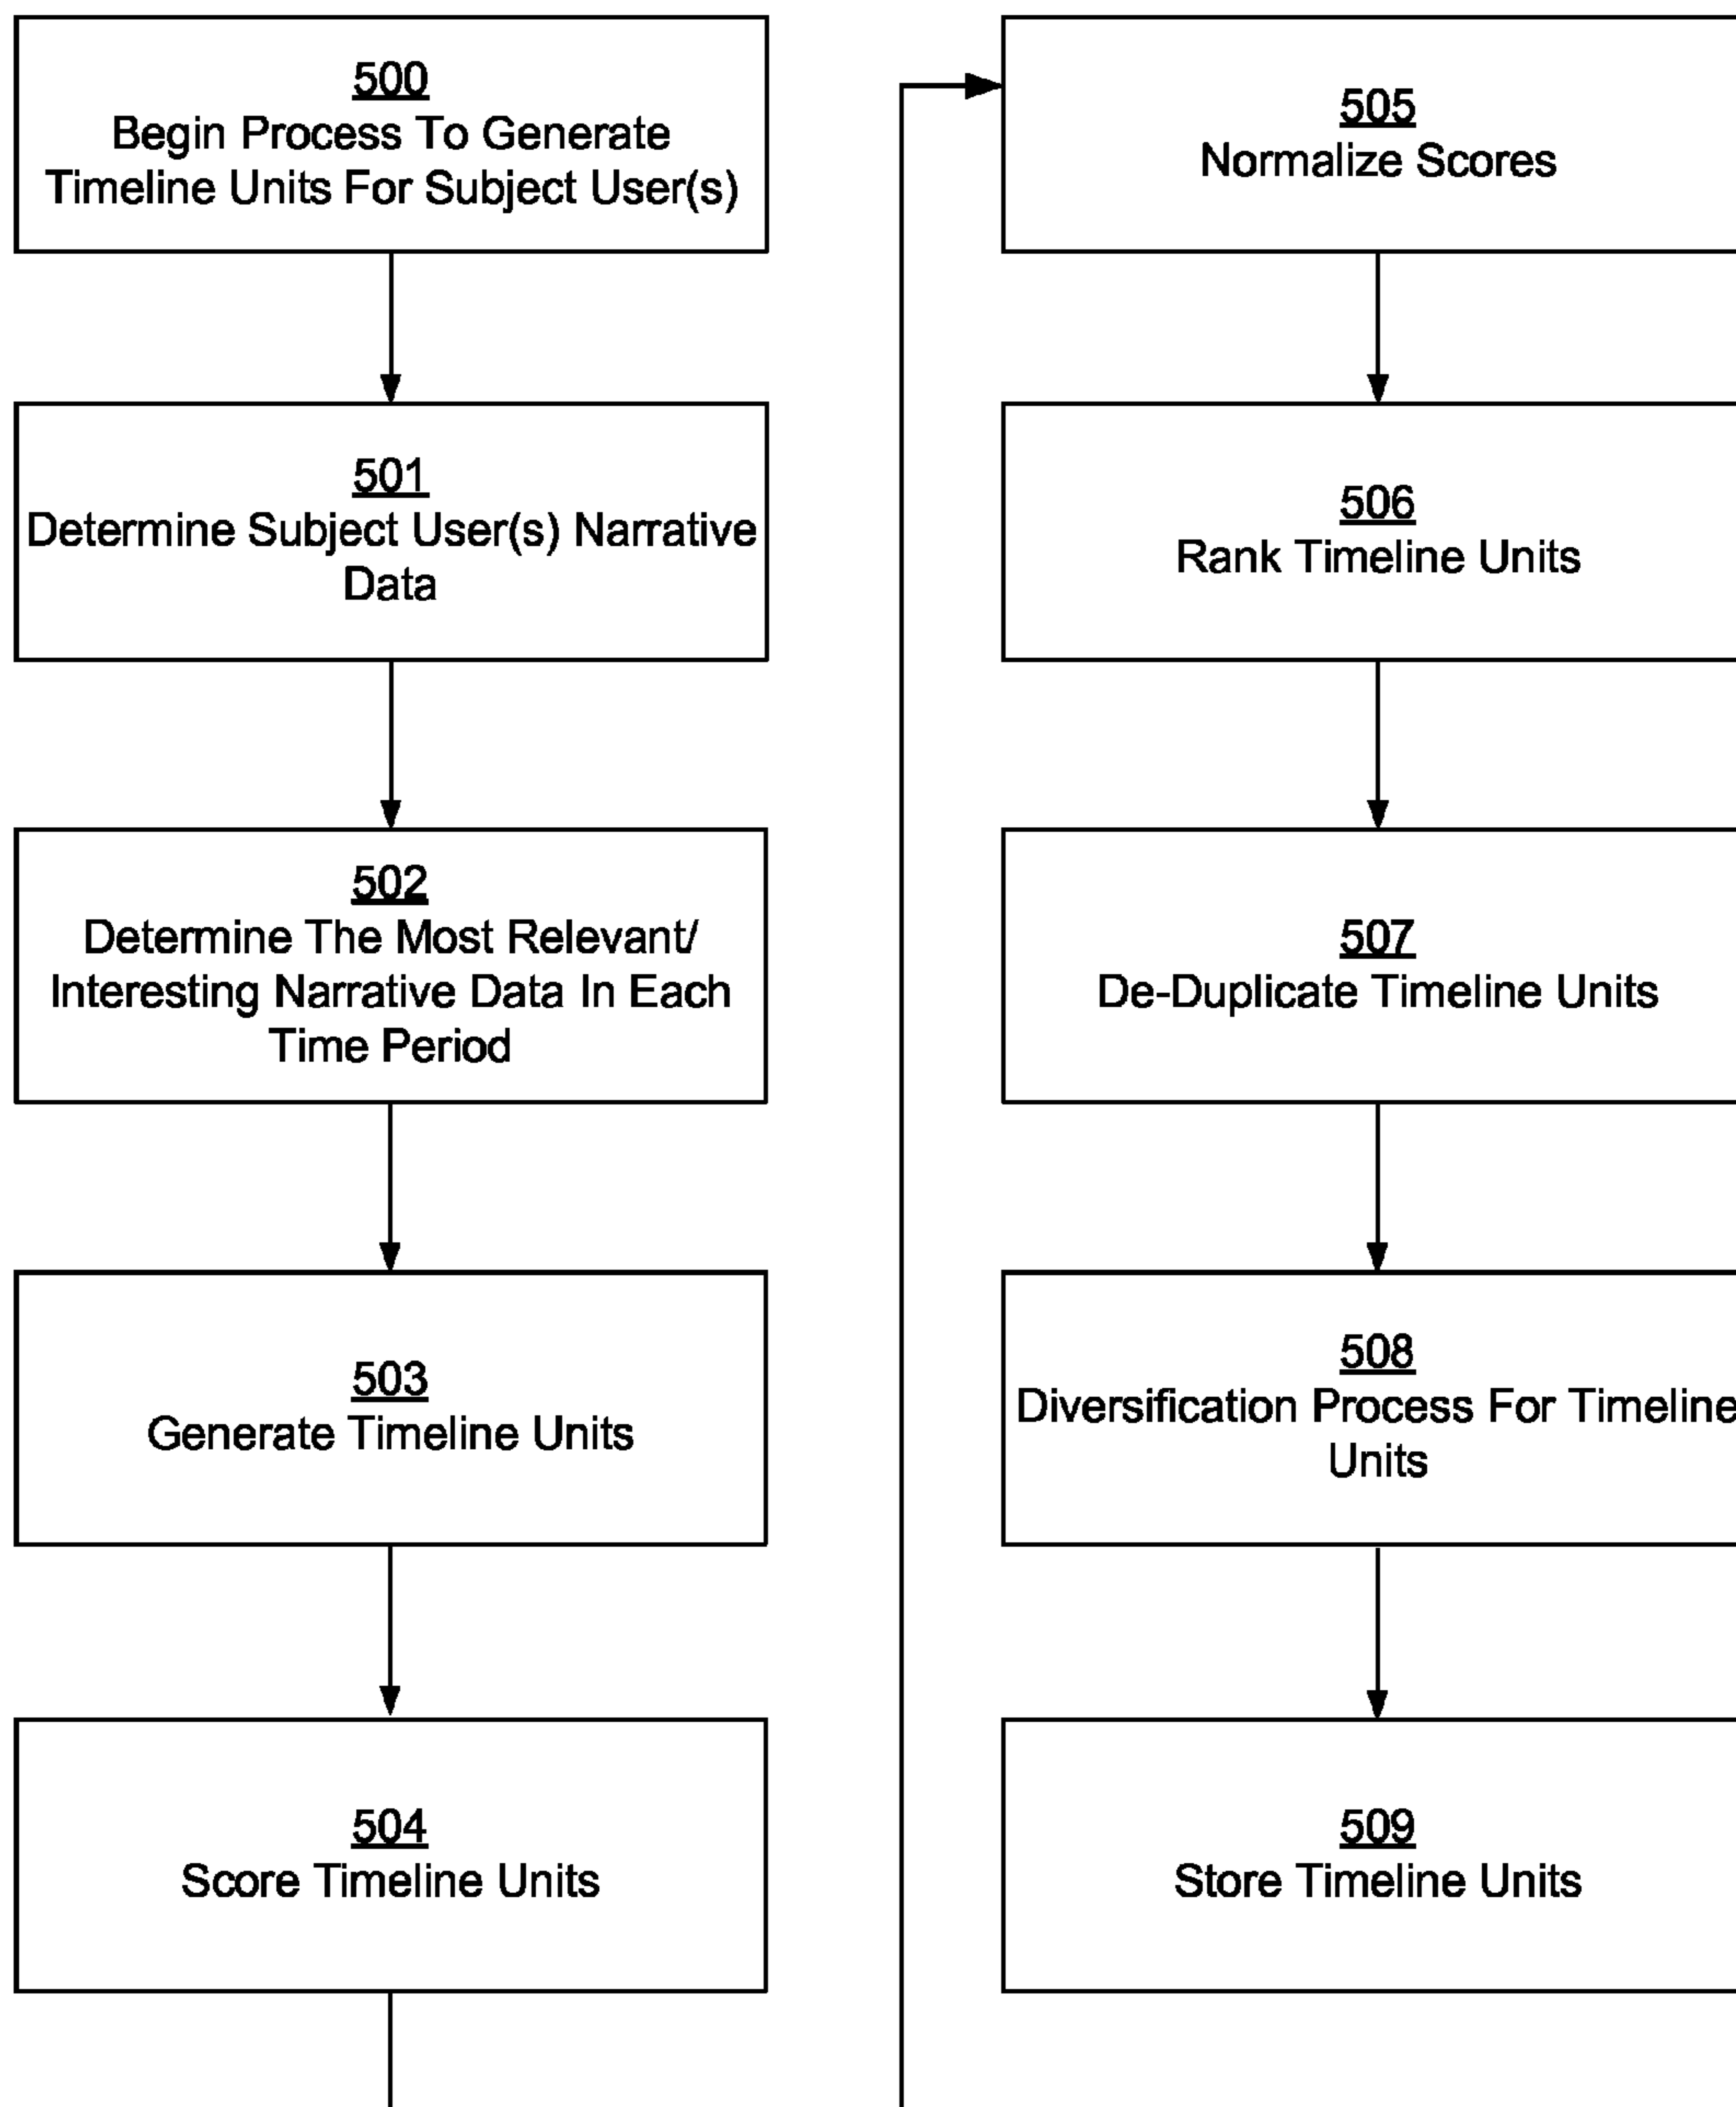 500
Begin Process To Generate
Timeline Units For Subject User(s)
501
Determine Subject User(s) Narrative
Data
502
Determine The Most Relevant/
Interesting Narrative Data In Each
Time Period
503
Generate Timeline Units
504
Score Timeline Units
505
Normalize Scores
506
Rank Timeline Units
507
De-Duplicate Timeline Units
508
Diversification Process For Timeline
Units
509
Store Timeline Units